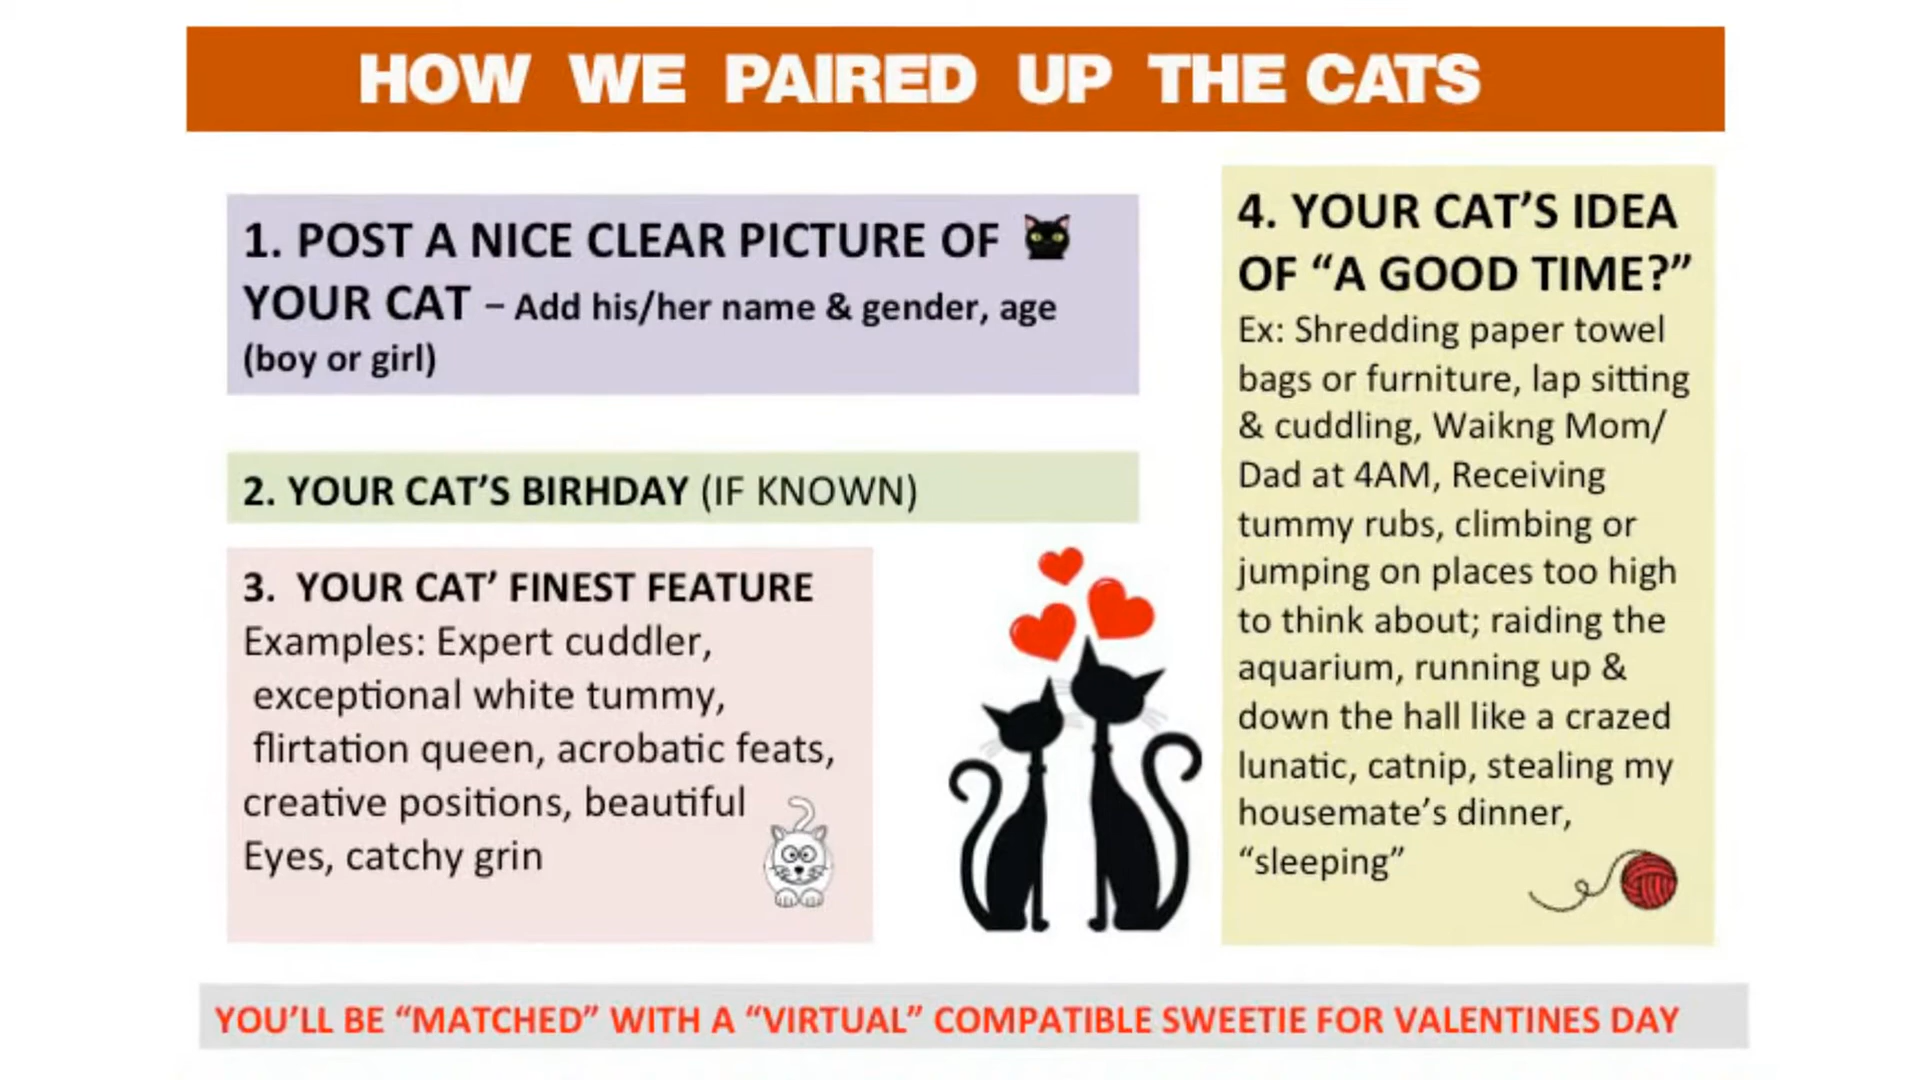 HOW WE PAIRED UP THE CATS
1. POST A NICE CLEAR PICTURE OF
YOUR CAT – Add his/her name & gender, age
(boy or girl)
2. YOUR CAT’S BIRHDAY (IF KNOWN)
3. YOUR CAT’ FINEST FEATURE
Examples: Expert cuddler,
exceptional white tummy,
flirtation queen, acrobatic feats,
creative positions, beautiful
Eyes, catchy grin
4. YOUR CAT’S IDEA
OF “A GOOD TIME?”
Ex: Shredding paper towel
bags or furniture, lap sitting
& cuddling, Waikng Mom/
Dad at 4AM, Receiving
tummy rubs, climbing or
jumping on places too high
to think about; raiding the
aquarium, running up &
down the hall like a crazed
lunatic, catnip, stealing my
housemate’s dinner,
“sleeping”
YOU’LL BE “MATCHED” WITH A “VIRTUAL” COMPATIBLE SWEETIE FOR VALENTINES DAY